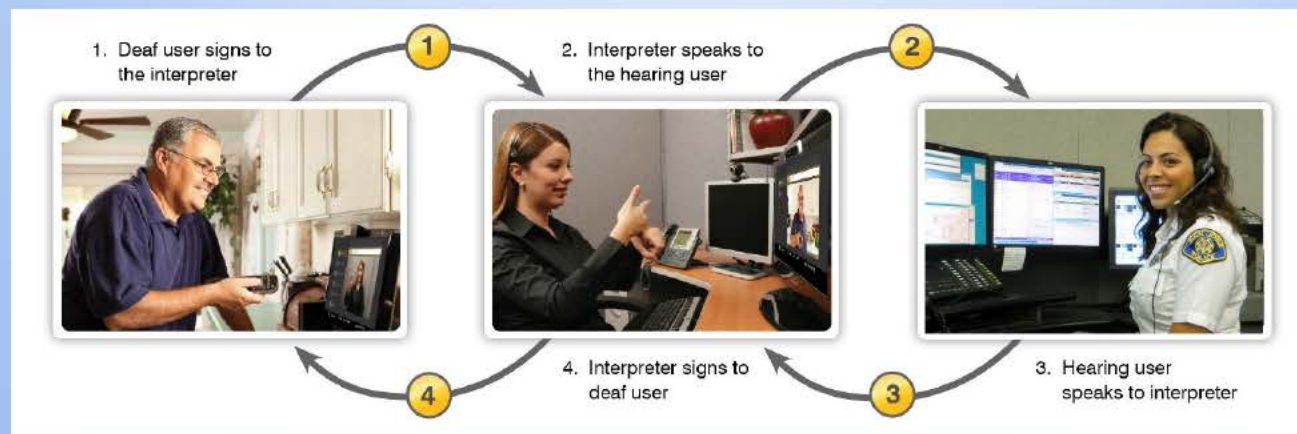 1. Deaf user signs to
the interpreter
1
2. Interpreter speaks to
the hearing user
2
4. Interpreter signs to
deaf user
3. Hearing user
speaks to interpreter
4
3